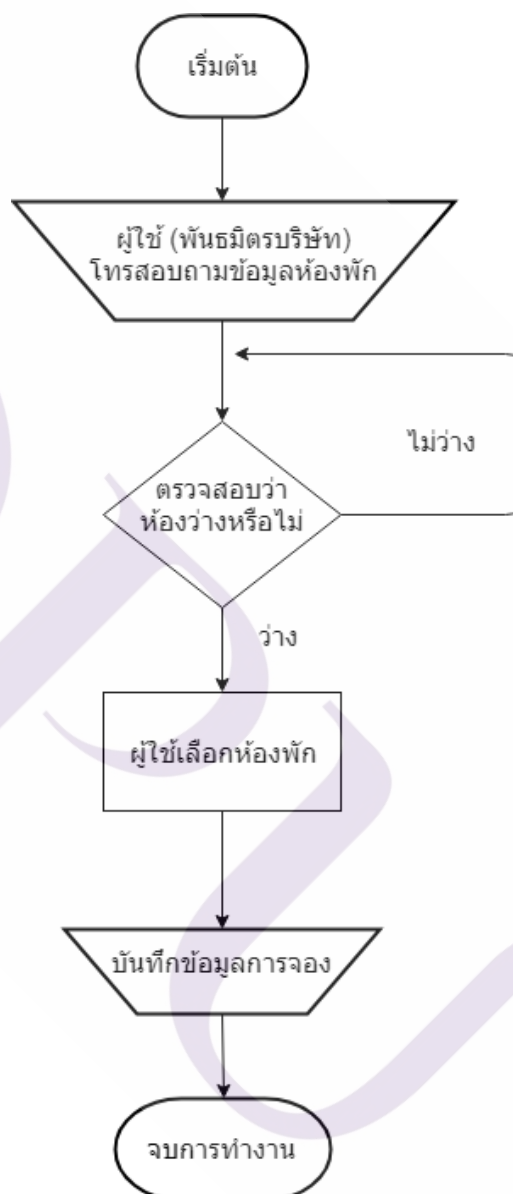 เริ่มต้น
ผู้ใช้ (พันธมิตรบริษัท)
โทรสอบถามข้อมูลห้องพัก
ไม่ว่าง
ตรวจสอบว่า
ห้องว่างหรือไม่
ว่าง
ผู้ใช้เลือกห้องพัก
บันทึกข้อมูลการจอง
จบการทำงาน